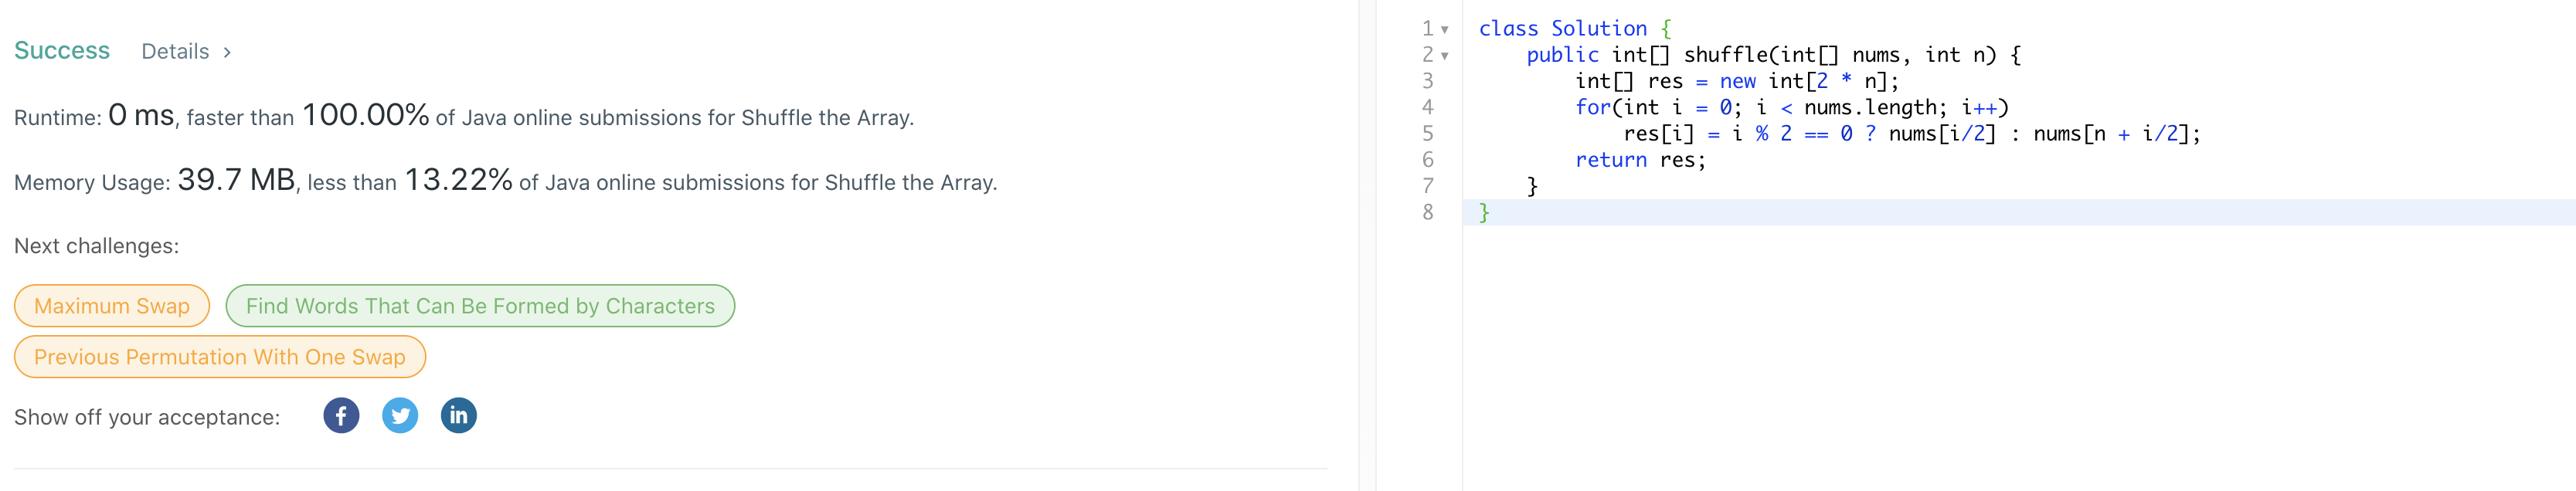 Success Details >
Runtime: 0 ms, faster than 100.00% of Java online submissions for Shuffle the Array.
Memory Usage: 39.7 MB, less than 13.22% of Java online submissions for Shuffle the Array.
Next challenges:
Maximum Swap Find Words That Can Be Formed by Characters
Previous Permutation With One Swap
Show off your acceptance: f in
1 class Solution {
2     public int[] shuffle(int[] nums, int n) {
3         int[] res = new int[2 * n];
4         for(int i = 0; i < nums.length; i++)
5             res[i] = i % 2 == 0 ? nums[i/2] : nums[n + i/2];
6         return res;
7     }
8 }